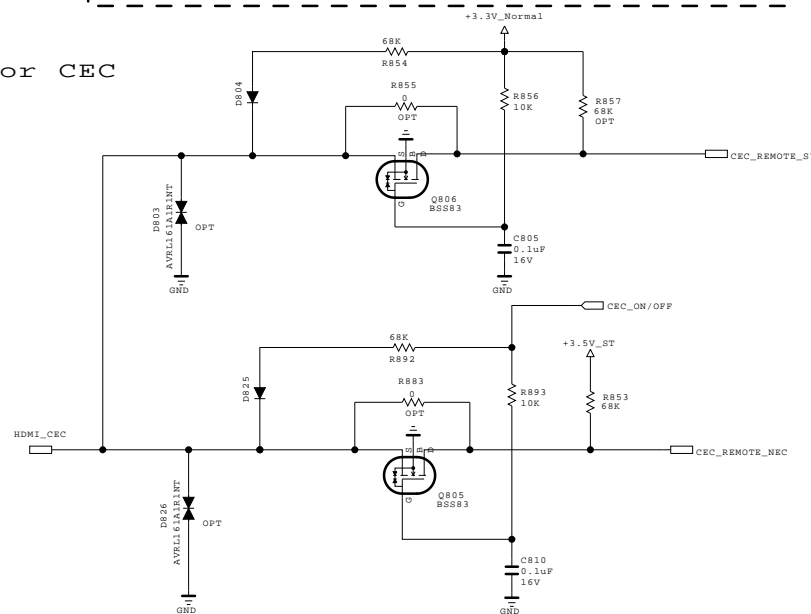 +3.3V_Normal
or CEC
68K
R854
D804
R855
0
OPT
R856
10K
R857
68K
OPT
S
B
D
G
CEC_REMOTE_S
Q806
BSS83
D803
AVRL161A1R1NT
OPT
GND
C805
0.1uF
16V
GND
CEC_ON/OFF
68K
R892
+3.5V_ST
D825
R883
0
OPT
R893
10K
R853
68K
HDMI_CEC
S
B
D
G
CEC_REMOTE_NEC
Q805
BSS83
D826
AVRL161A1R1NT
OPT
GND
C810
0.1uF
16V
GND